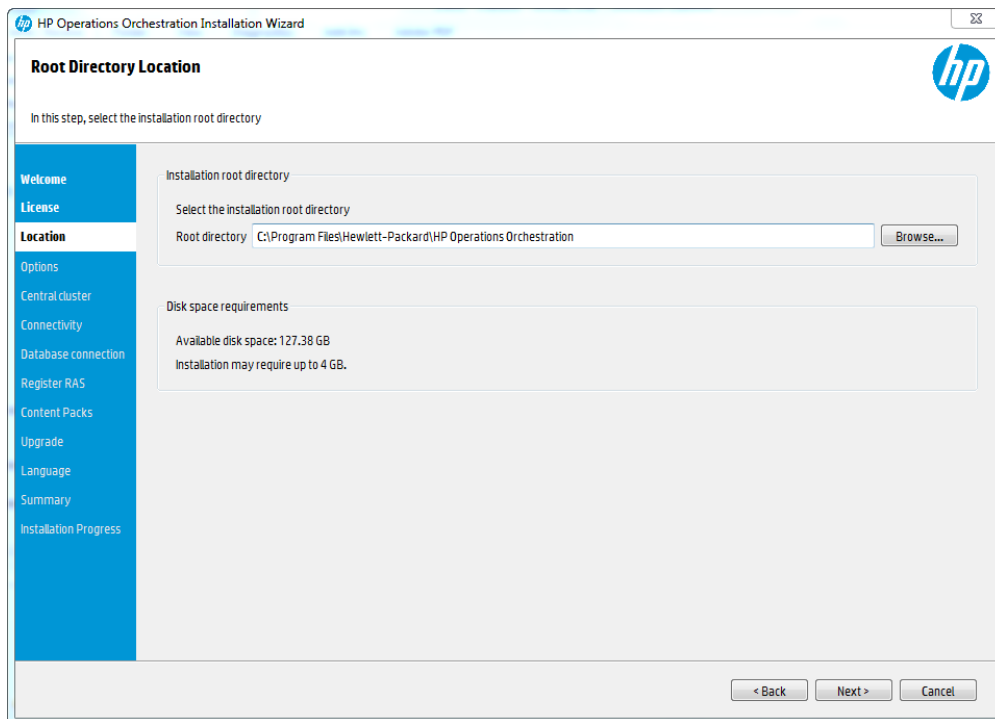 HP Operations Orchestration Installation Wizard
Root Directory Location
hp
In this step, select the installation root directory
Welcome
License
Location
Options
Central cluster
Connectivity
Database connection
Register RAS
Content Packs
Upgrade
Language
Summary
Installation Progress
Installation root directory
Select the installation root directory
Root directory C:\Program Files\Hewlett-Packard\HP Operations Orchestration Browse...
Disk space requirements
Available disk space: 127.38 GB
Installation may require up to 4 GB.
< Back Next > Cancel